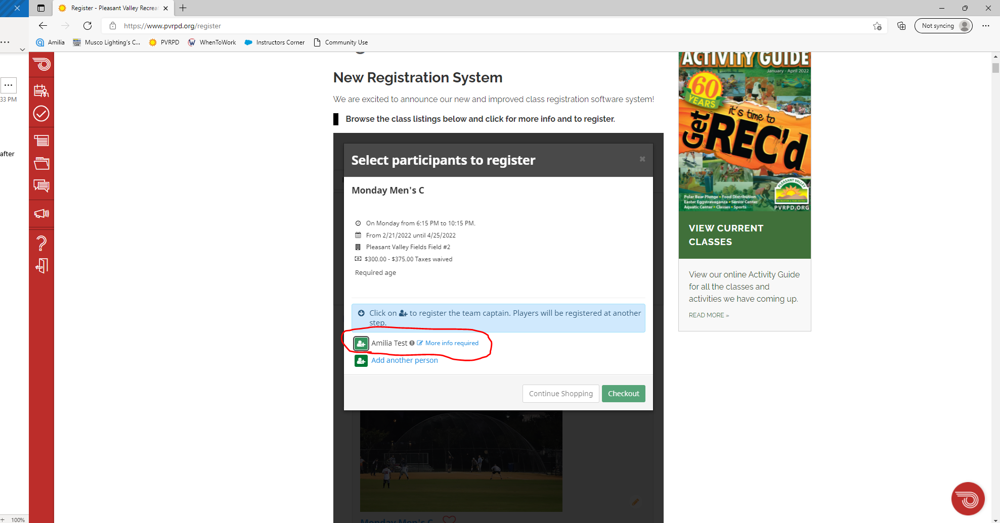 Register - Pleasant Valley Recrea
https://www.pvrpd.org/register
Not syncing
Amilia
Musco Lighting's C...
PVRPD
WhenToWork
Instructors Corner
Community Use
33 PM
after
100%
New Registration System
We are excited to announce our new and improved class registration software system!
Browse the class listings below and click for more info and to register.
Select participants to register
Monday Men's C
On Monday from 6:15 PM to 10:15 PM.
From 2/21/2022 until 4/25/2022
Pleasant Valley Fields Field #2
$300.00 - $375.00 Taxes waived
Required age
Click on to register the team captain. Players will be registered at another
step.
Amilia Test More info required
Add another person
Continue Shopping
Checkout
Monday Men's C
ACTIVITY GUIDE
January - April 2022
60
YEARS
it's time to
Get
REC'd
Polar Bear Plunge • Food Distribution
Easter Eggstravaganza • Senior Center
Aquatic Center • Classes • Sports
PLEASANT VALLEY
RECREATION & PARK DISTRICT
PVRPD.ORG
VIEW CURRENT
CLASSES
View our online Activity Guide
for all the classes and
activities we have coming up.
READ MORE »